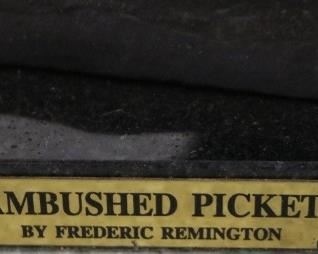 AMBUSHED PICKET
BY FREDERIC REMINGTON